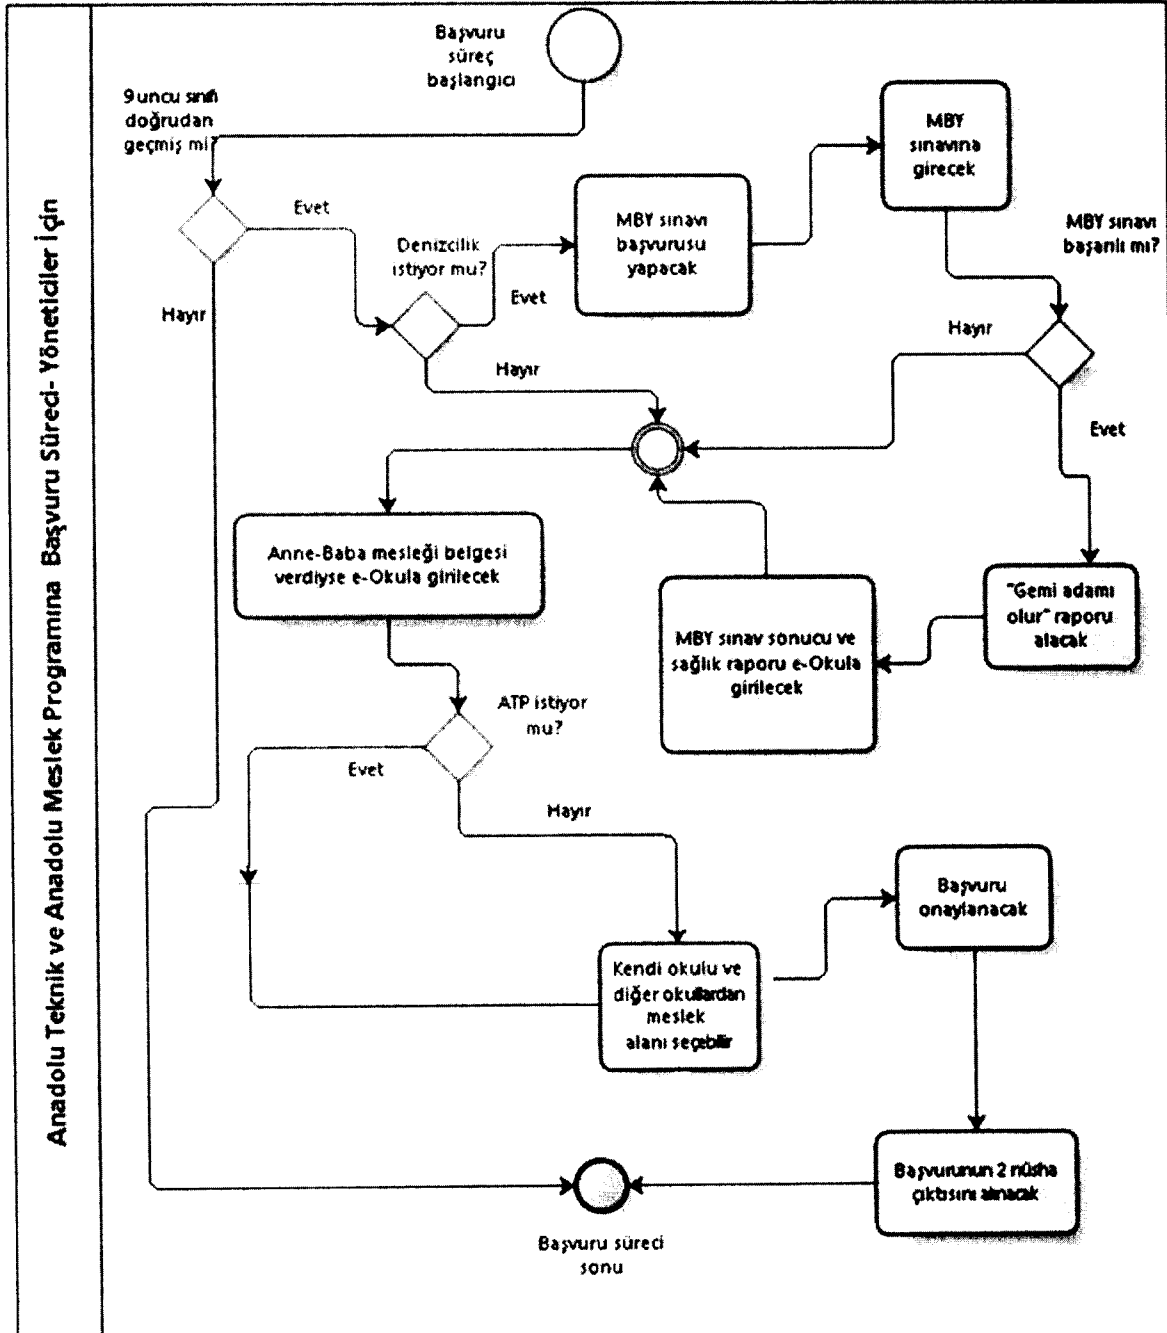 Anadolu Teknik ve Anadolu Meslek Programına Başvuru Süreci- Yöneticiler İçin
Başvuru
süreç
başlangıcı
9 uncu sınıfı
doğrudan
geçmiş mi?
Evet
Hayır
Denizcilik
istiyor mu?
Evet
Hayır
MBY sınavı
başvurusu
yapacak
MBY
sınavına
girecek
MBY sınavı
başarılı mı?
Hayır
Evet
"Gemi adamı
olur" raporu
alacak
MBY sınav sonucu ve
sağlık raporu e-Okula
girilecek
Anne-Baba mesleği belgesi
verdiyse e-Okula girilecek
ATP istiyor
mu?
Evet
Hayır
Kendi okulu ve
diğer okullardan
meslek
alanı seçebilir
Başvuru
onaylanacak
Başvurunun 2 nüsha
çıktısını alınacak
Başvuru süreci
sonu